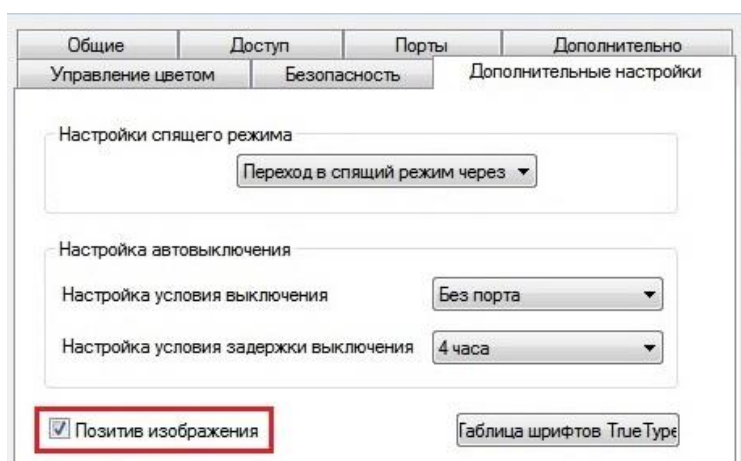 Общие Доступ Порты Дополнительно
Управление цветом Безопасность Дополнительные настройки
Настройки спящего режима
Переход в спящий режим через
Настройка автовыключения
Настройка условия выключения Без порта
Настройка условия задержки выключения 4 часа
Позитив изображения Таблица шрифтов TrueType